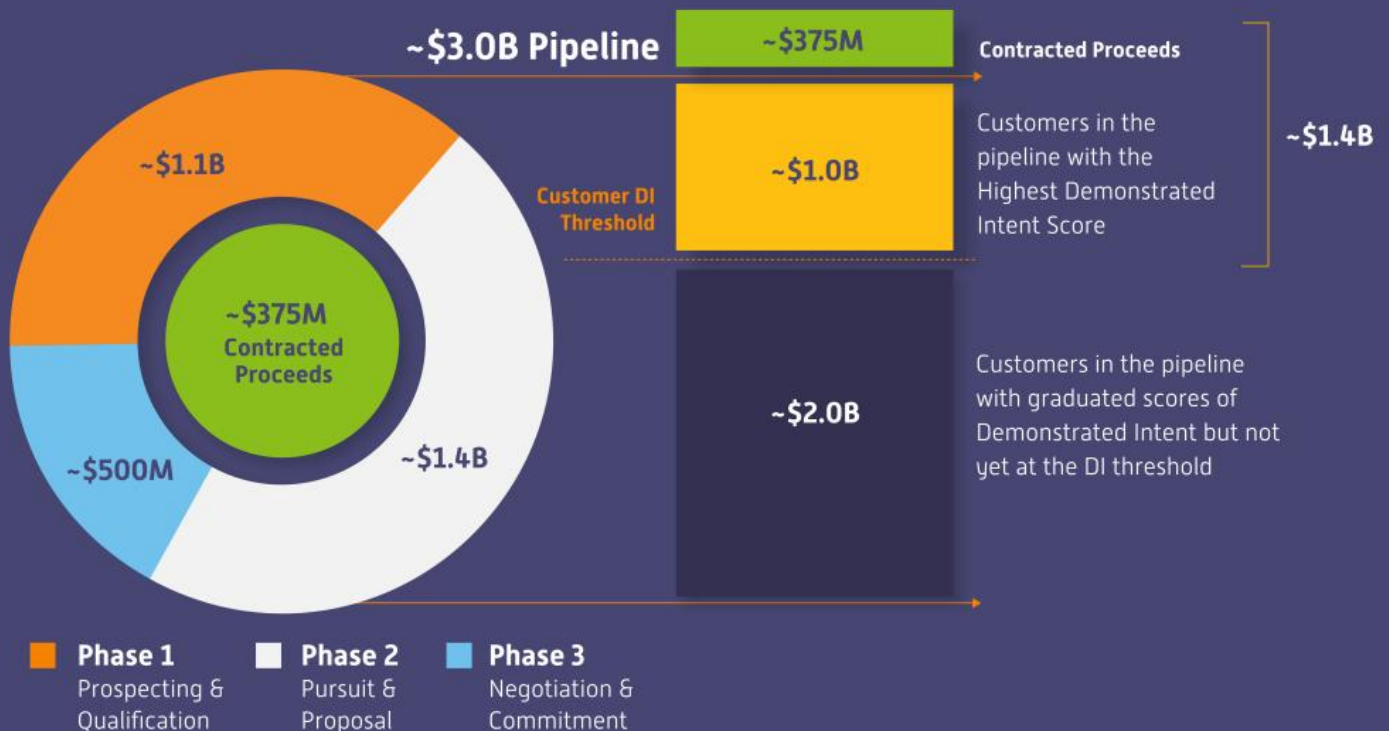 ~$3.0B Pipeline
~$375M
Contracted Proceeds
~$1.1B
Customer DI
Threshold
~$1.0B
Customers in the
pipeline with the
Highest Demonstrated
Intent Score
~$1.4B
~$375M
Contracted
Proceeds
~$500M
~$1.4B
~$2.0B
Customers in the pipeline
with graduated scores of
Demonstrated Intent but not
yet at the DI threshold
Phase 1
Prospecting &
Qualification
Phase 2
Pursuit &
Proposal
Phase 3
Negotiation &
Commitment